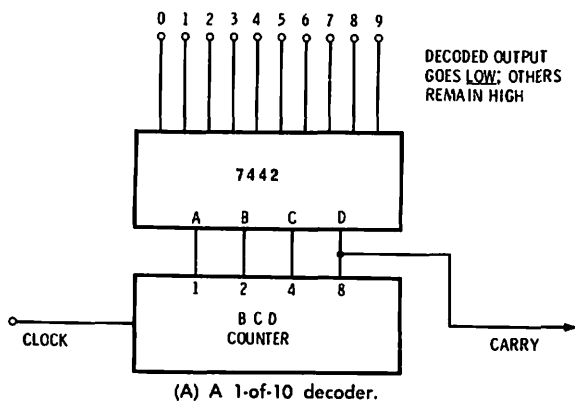 0 1 2 3 4 5 6 7 8 9
DECODED OUTPUT
GOES LOW; OTHERS
REMAIN HIGH
7442
A B C D
1 2 4 8
BCD
COUNTER
CLOCK
CARRY
(A) A 1-of-10 decoder.